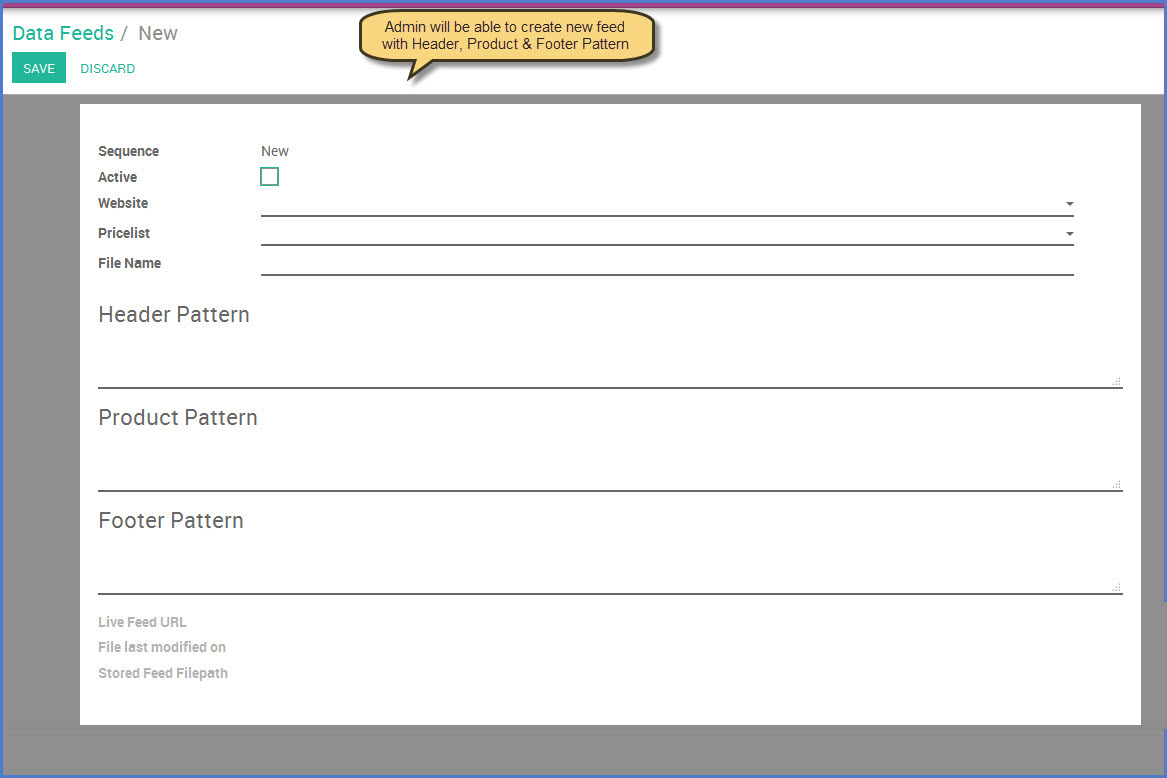 Admin will be able to create new feed
with Header, Product & Footer Pattern
Data Feeds / New
SAVE DISCARD
Sequence New
Active
Website
Pricelist
File Name
Header Pattern
Product Pattern
Footer Pattern
Live Feed URL
File last modified on
Stored Feed Filepath